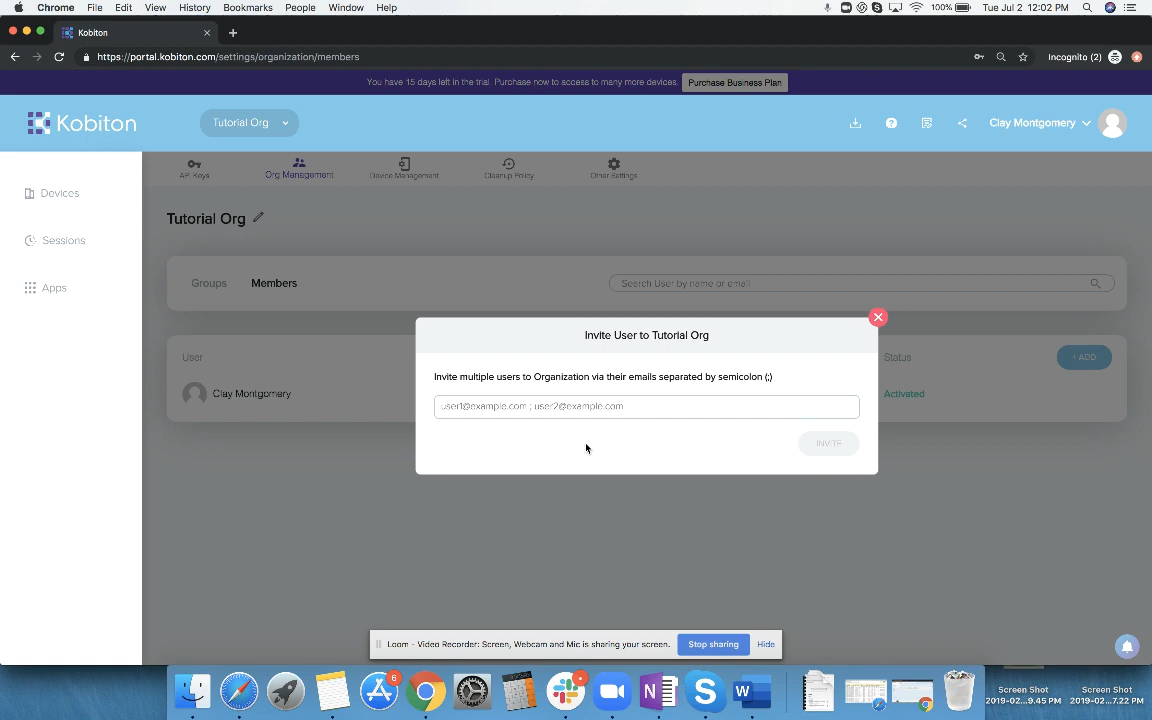 Chrome File Edit View History Bookmarks People Window Help 100% Tue Jul 2 12:02 PM
Kobiton
https://portal.kobiton.com/settings/organization/members Incognito (2)
You have 15 days left in the trial. Purchase now to access to many more devices. Purchase Business Plan
Kobiton Tutorial Org Clay Montgomery
API Keys Org Management Device Management Cleanup Policy Other Settings
Devices
Tutorial Org
Sessions
Groups Members Search User by name or email
Apps
Invite User to Tutorial Org
User Status + ADD
Invite multiple users to Organization via their emails separated by semicolon (;)
Clay Montgomery Activated
user1@example.com ; user2@example.com
INVITE
Loom - Video Recorder: Screen, Webcam and Mic is sharing your screen. Stop sharing Hide
6
Screen Shot
2019-02...9.45 PM
Screen Shot
2019-02...7.22 PM